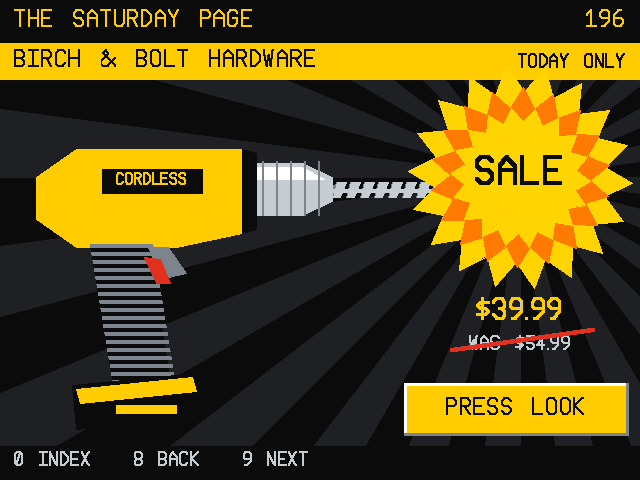 THE SATURDAY PAGE 196
BIRCH & BOLT HARDWARE TODAY ONLY
CORDLESS
SALE
$39.99
WAS $54.99
PRESS LOOK
0 INDEX 8 BACK 9 NEXT